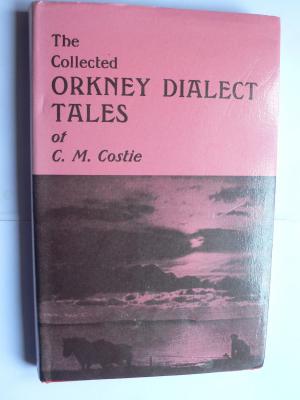 The
Collected
ORKNEY DIALECT
TALES
of
C. M. Costie